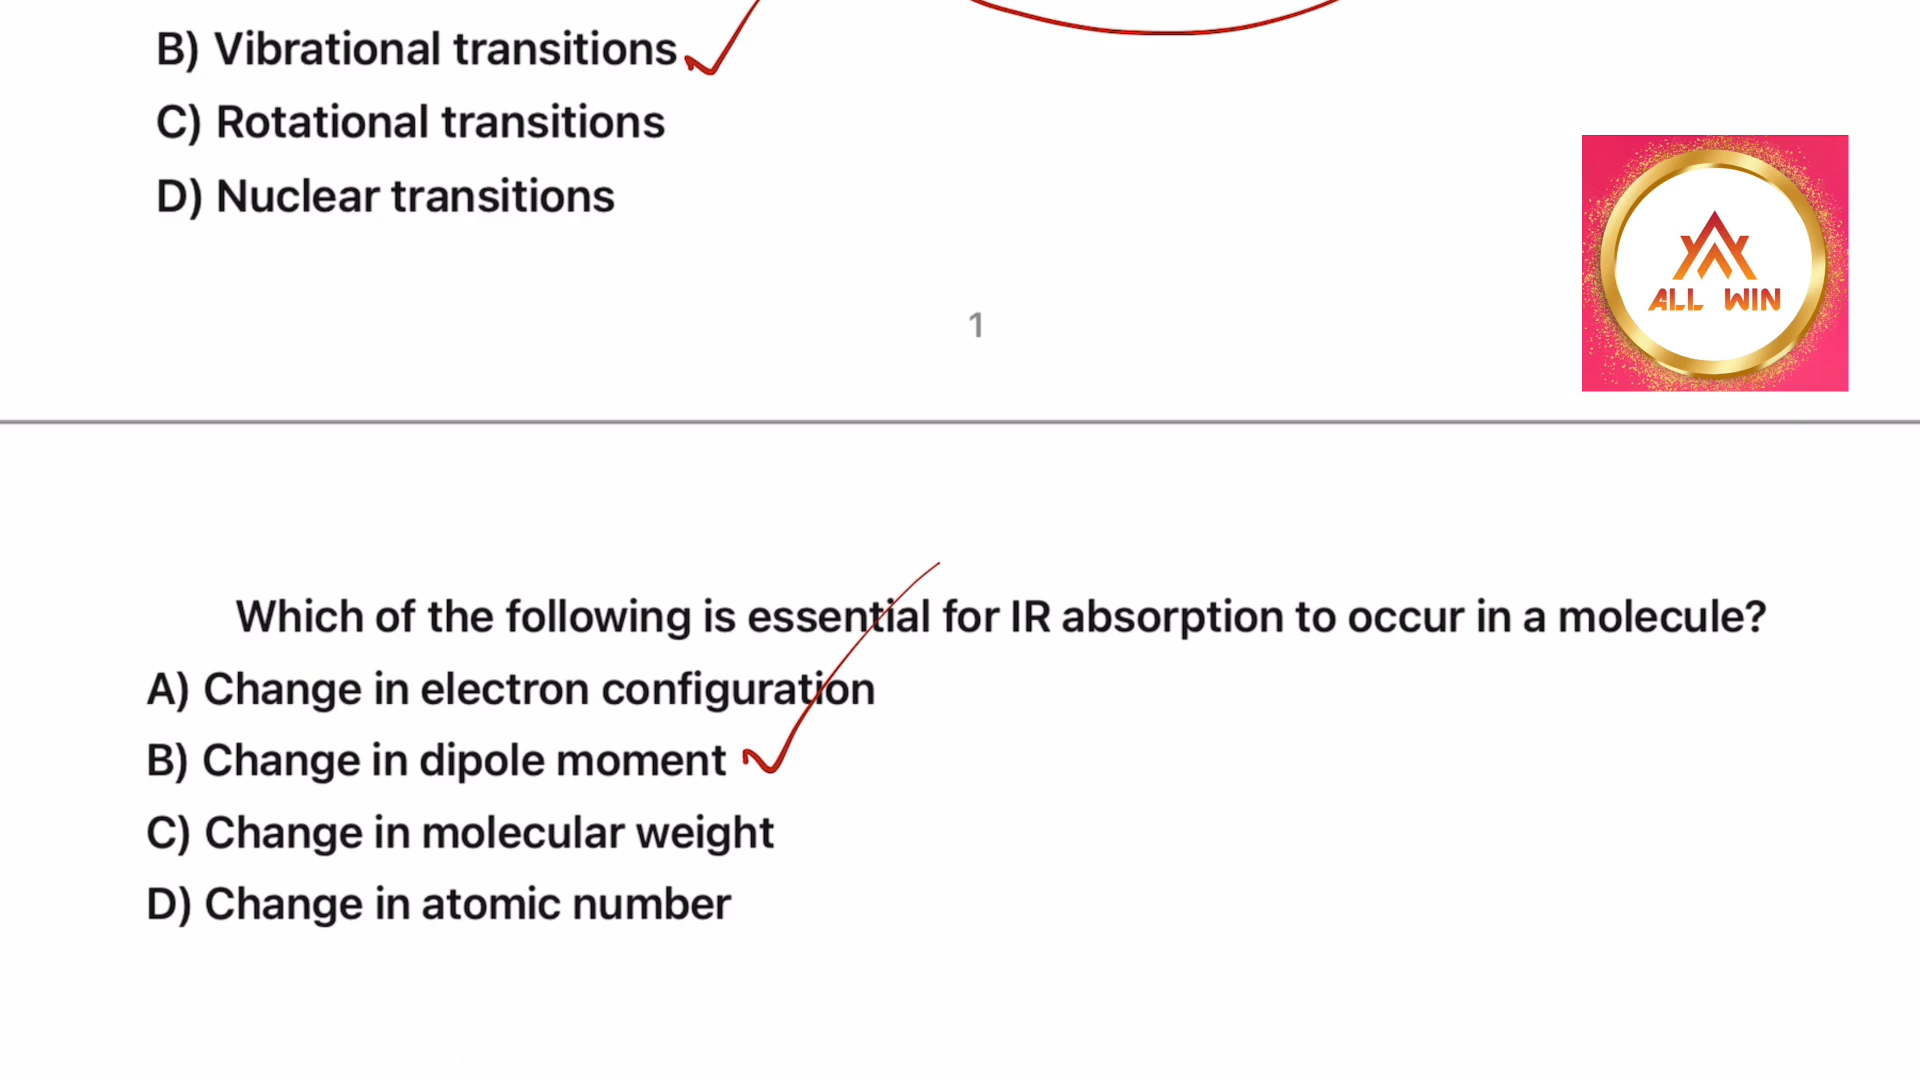 B) Vibrational transitions
C) Rotational transitions
D) Nuclear transitions
ALL WIN
1
Which of the following is essential for IR absorption to occur in a molecule?
A) Change in electron configuration
B) Change in dipole moment
C) Change in molecular weight
D) Change in atomic number